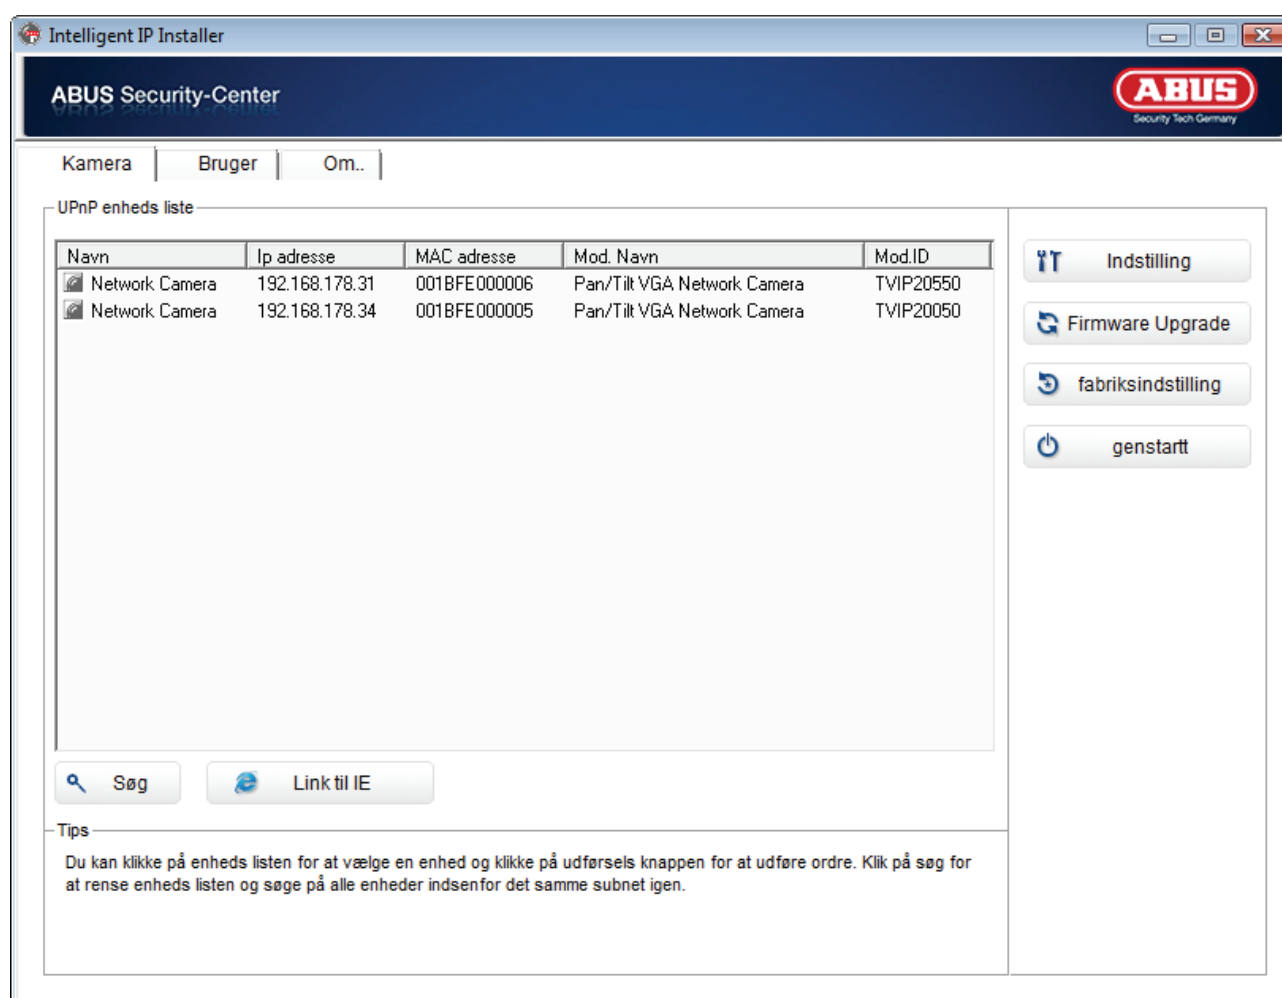 Intelligent IP Installer
ABUS Security-Center
ABUS
Security Tech Germany
Kamera Bruger Om..
UPnP enheds liste
Navn Ip adresse MAC adresse Mod. Navn Mod.ID
Network Camera 192.168.178.31 001BFE000006 Pan/Tilt VGA Network Camera TVIP20550
Network Camera 192.168.178.34 001BFE000005 Pan/Tilt VGA Network Camera TVIP20050
Indstilling
Firmware Upgrade
fabriksindstilling
genstartt
Søg Link til IE
Tips
Du kan klikke på enheds listen for at vælge en enhed og klikke på udførsels knappen for at udføre ordre. Klik på søg for
at rense enheds listen og søge på alle enheder indsenfor det samme subnet igen.